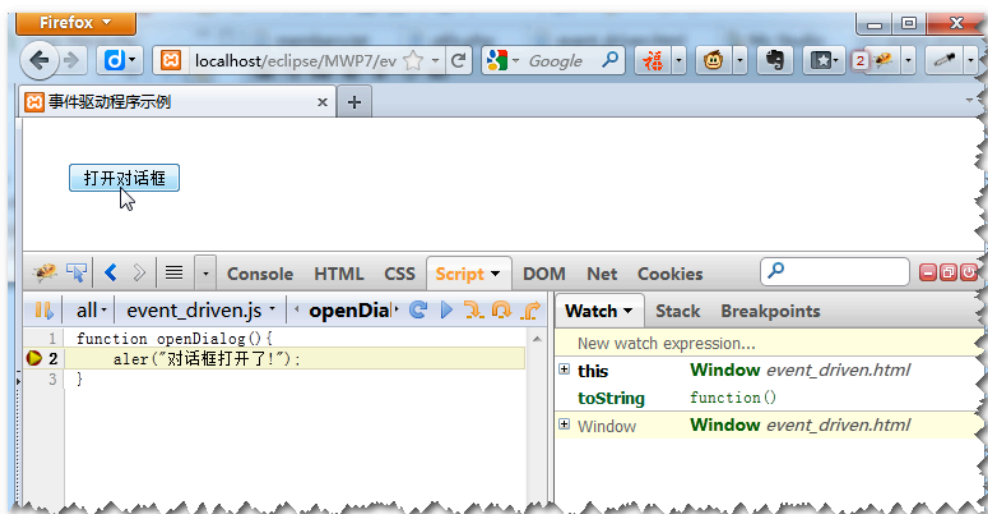 Firefox
localhost/eclipse/MWP7/ev
Google
福
2
事件驱动程序示例
打开对话框
Console HTML CSS Script DOM Net Cookies
all event_driven.js openDial
Watch Stack Breakpoints
1 function openDialog(){
2 aler("对话框打开了!");
3 }
New watch expression...
this Window event_driven.html
toString function()
Window Window event_driven.html